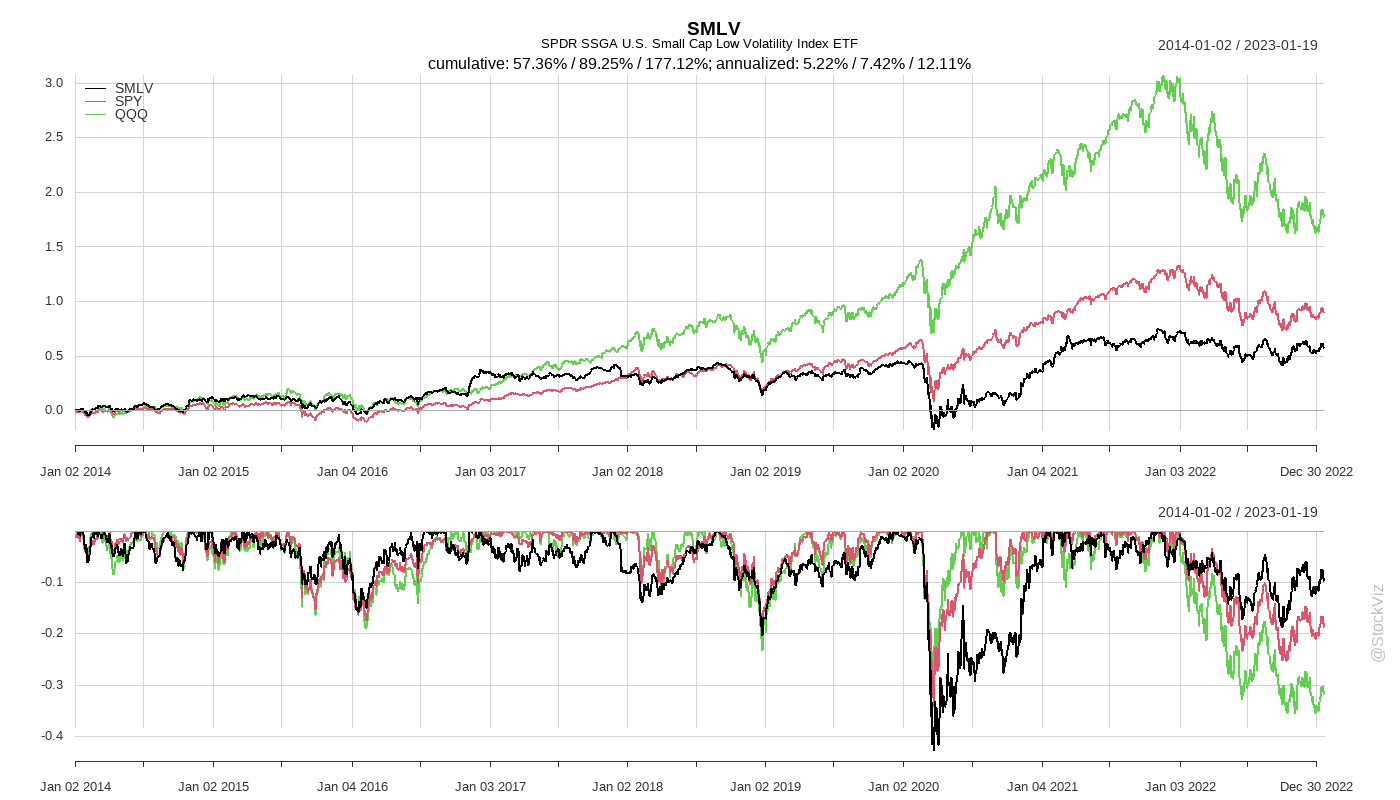 SMLV
SPDR SSGA U.S. Small Cap Low Volatility Index ETF
2014-01-02 / 2023-01-19
cumulative: 57.36% / 89.25% / 177.12%; annualized: 5.22% / 7.42% / 12.11%
SMLV
SPY
QQQ
3.0
2.5
2.0
1.5
1.0
0.5
0.0
Jan 02 2014 Jan 02 2015 Jan 04 2016 Jan 03 2017 Jan 02 2018 Jan 02 2019 Jan 02 2020 Jan 04 2021 Jan 03 2022 Dec 30 2022
2014-01-02 / 2023-01-19
-0.1
-0.2
-0.3
-0.4
Jan 02 2014 Jan 02 2015 Jan 04 2016 Jan 03 2017 Jan 02 2018 Jan 02 2019 Jan 02 2020 Jan 04 2021 Jan 03 2022 Dec 30 2022
@StockViz